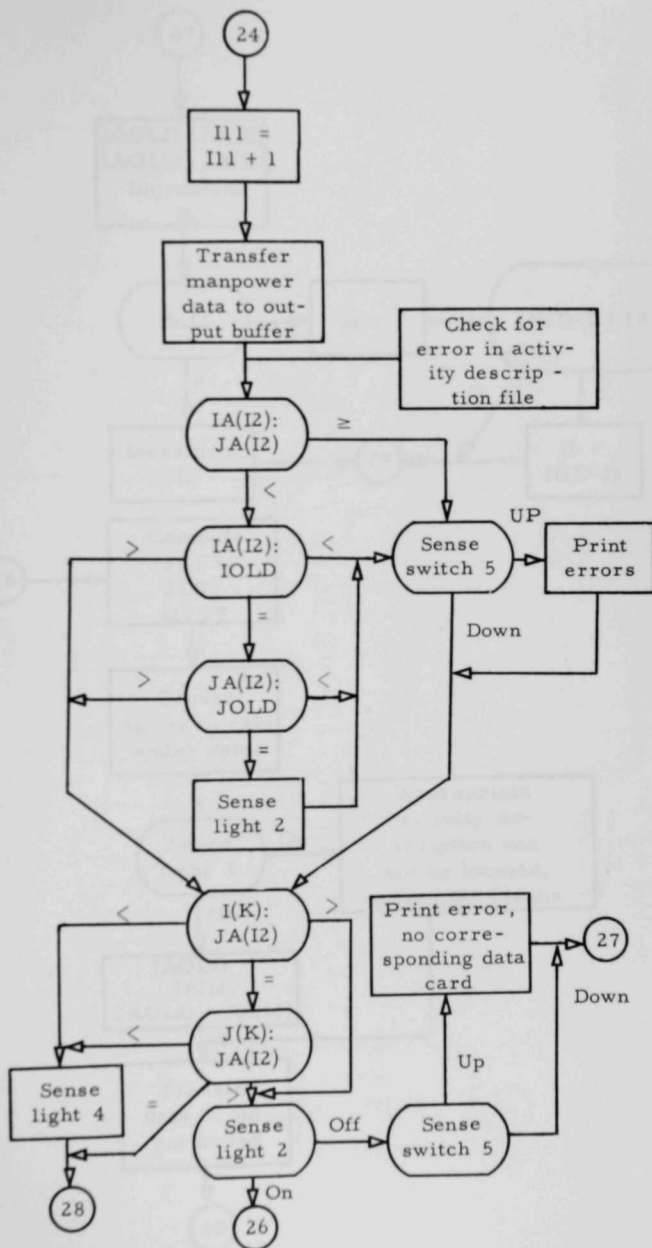 24
I11 =
I11 + 1
Transfer
manpower
data to out-
put buffer
Check for
error in activ-
ity descrip -
tion file
IA(I2):
JA(I2)
≥
<
IA(I2):
IOLD
>
<
=
Sense
switch 5
UP
Print
errors
Down
JA(I2):
JOLD
>
<
=
Sense
light 2
I(K):
JA(I2)
<
>
=
Print error,
no corre-
sponding data
card
27
Down
J(K):
JA(I2)
<
=
>
Up
Sense
light 4
Sense
light 2
Off
Sense
switch 5
On
28
26